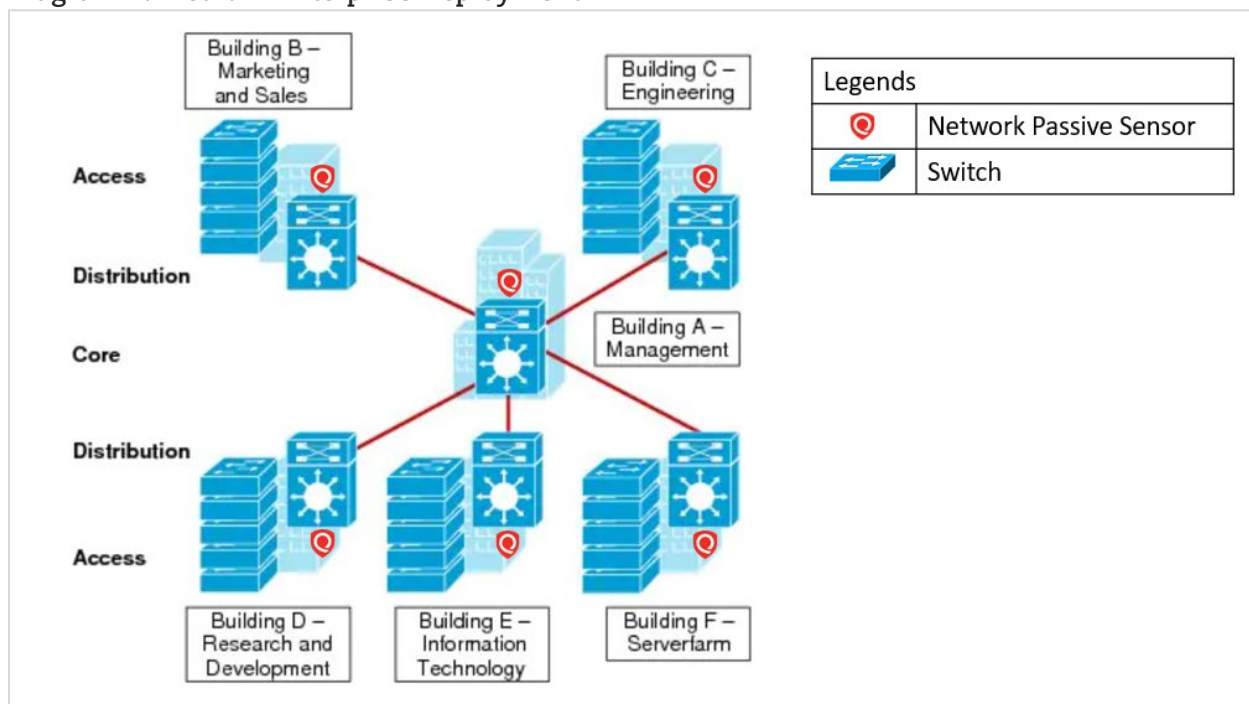 Building B –
Marketing
and Sales
Building C –
Engineering
Legends
Network Passive Sensor
Switch
Access
Distribution
Building A –
Management
Core
Distribution
Access
Building D –
Research and
Development
Building E –
Information
Technology
Building F –
Serverfarm